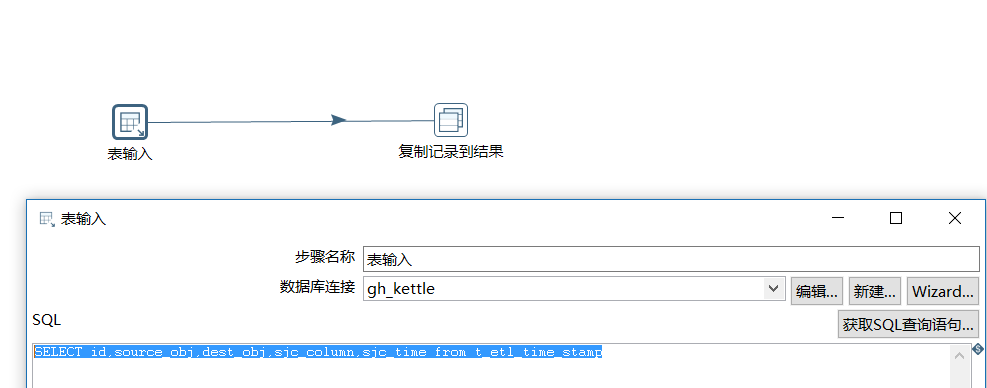 表输入
复制记录到结果
表输入
步骤名称 表输入
数据库连接 gh_kettle 编辑... 新建... Wizard...
SQL 获取SQL查询语句...
SELECT id,source_obj,dest_obj,sjc_column,sjc_time from t_etl_time_stamp